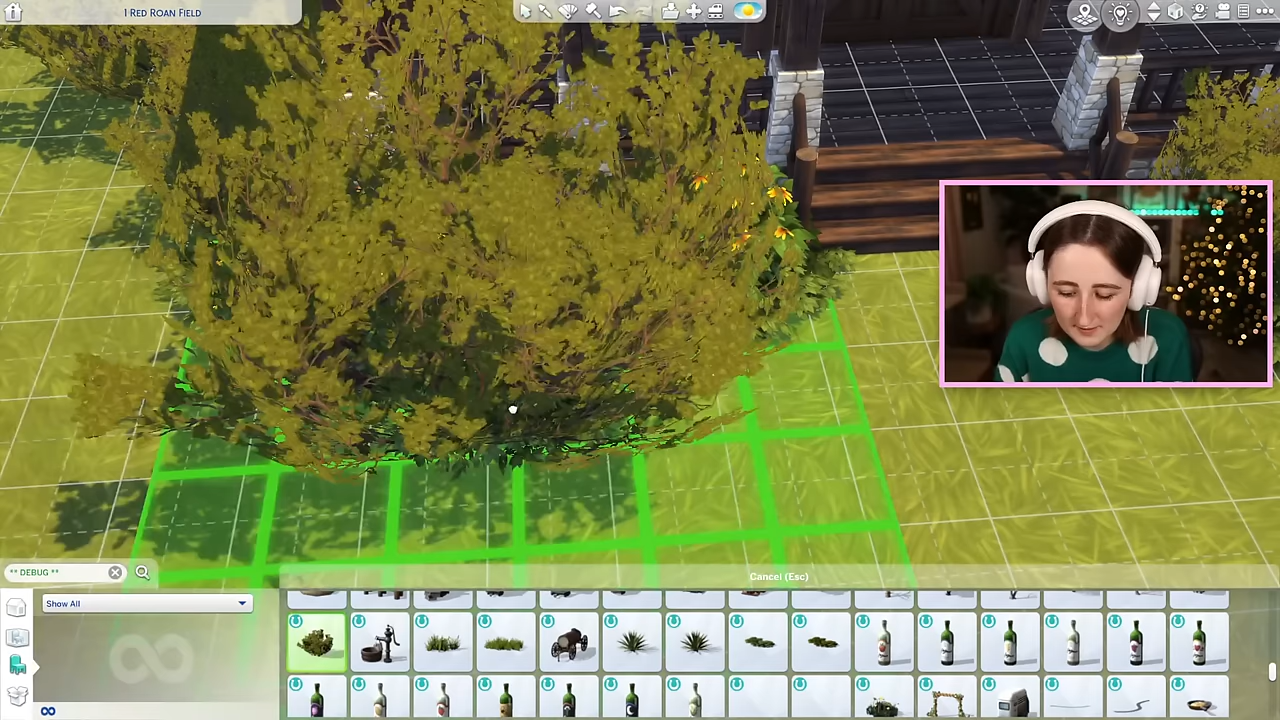 1 Red Roan Field
Cancel (Esc)
** DEBUG **
Show All